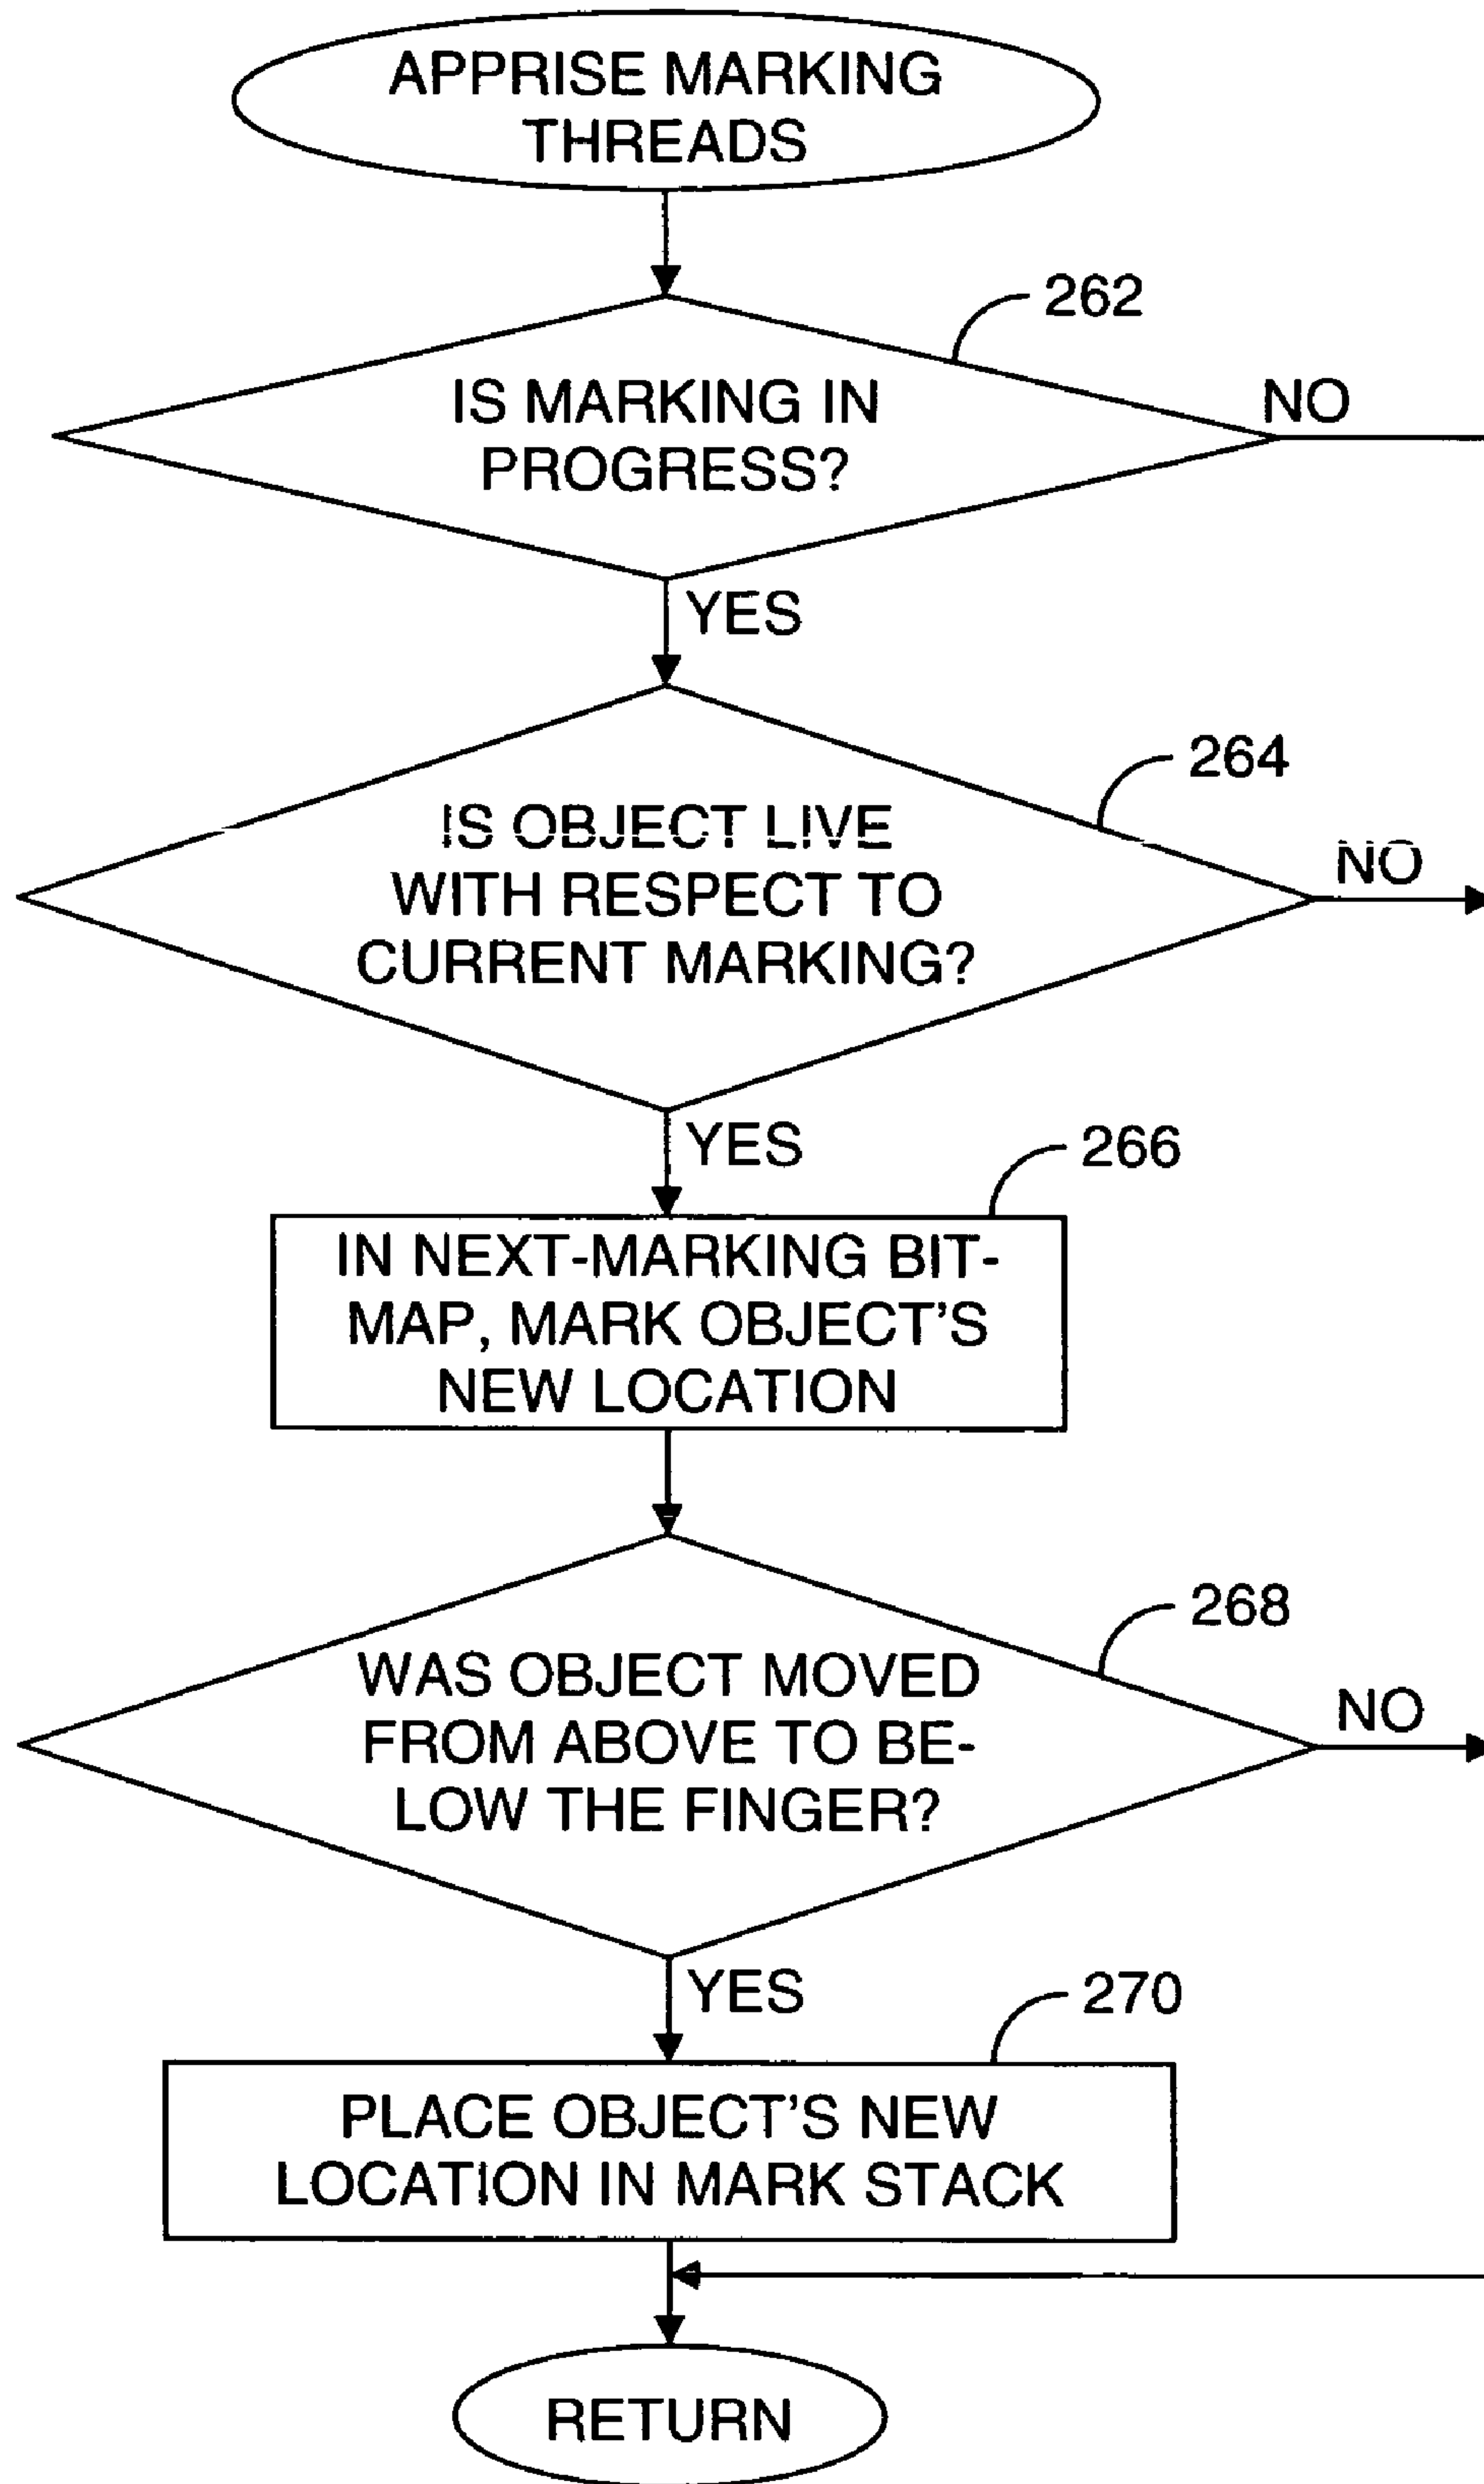 APPRISE MARKING
THREADS
262
IS MARKING IN
PROGRESS?
NO
YES
264
IS OBJECT LIVE
WITH RESPECT TO
CURRENT MARKING?
NO
YES
266
IN NEXT-MARKING BIT-
MAP, MARK OBJECT'S
NEW LOCATION
268
WAS OBJECT MOVED
FROM ABOVE TO BE-
LOW THE FINGER?
NO
YES
270
PLACE OBJECT'S NEW
LOCATION IN MARK STACK
RETURN